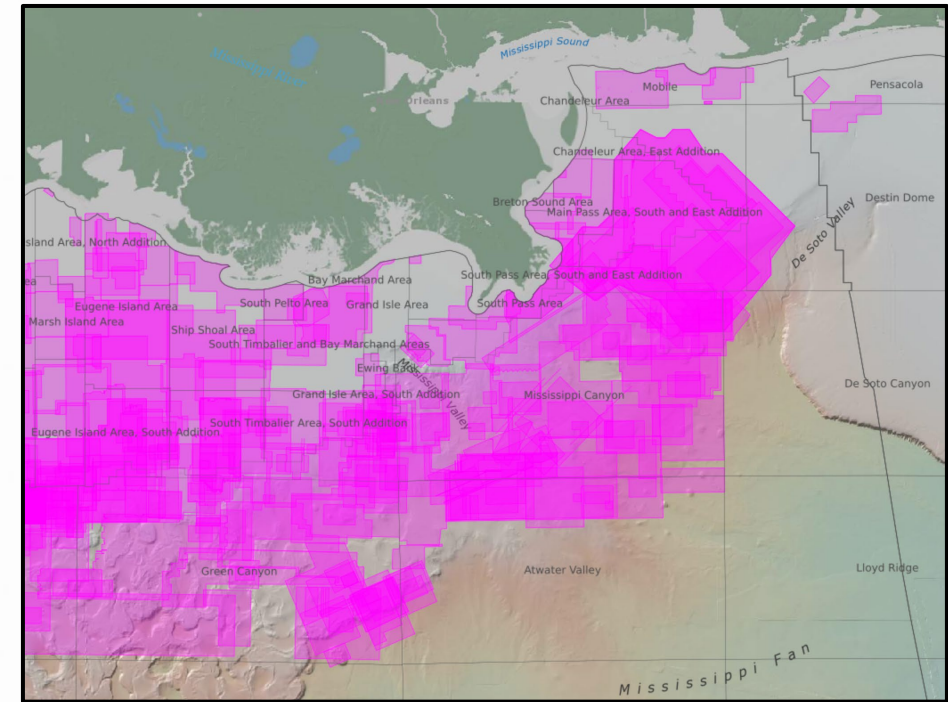 Mississippi Sound
Mobile
Pensacola
Orleans
Chandeleur Area
Chandeleur Area, East Addition
Breton Sound Area
Destin Dome
Main Pass Area, South and East Addition
De Soto Valley
sland Area, North Addition
ea
South Pass Area, South and East Addition
Bay Marchand Area
South Pelto Area
Grand Isle Area
South Pass Area
Eugene Island Area
Marsh Island Area
Ship Shoal Area
South Timbalier and Bay Marchand Areas
Ewing Bank
Mississippi Valley
De Soto Canyon
Grand Isle Area, South Addition
Mississippi Canyon
South Timbalier Area, South Addition
Eugene Island Area, South Addition
Green Canyon
Atwater Valley
Lloyd Ridge
Mississippi Fan